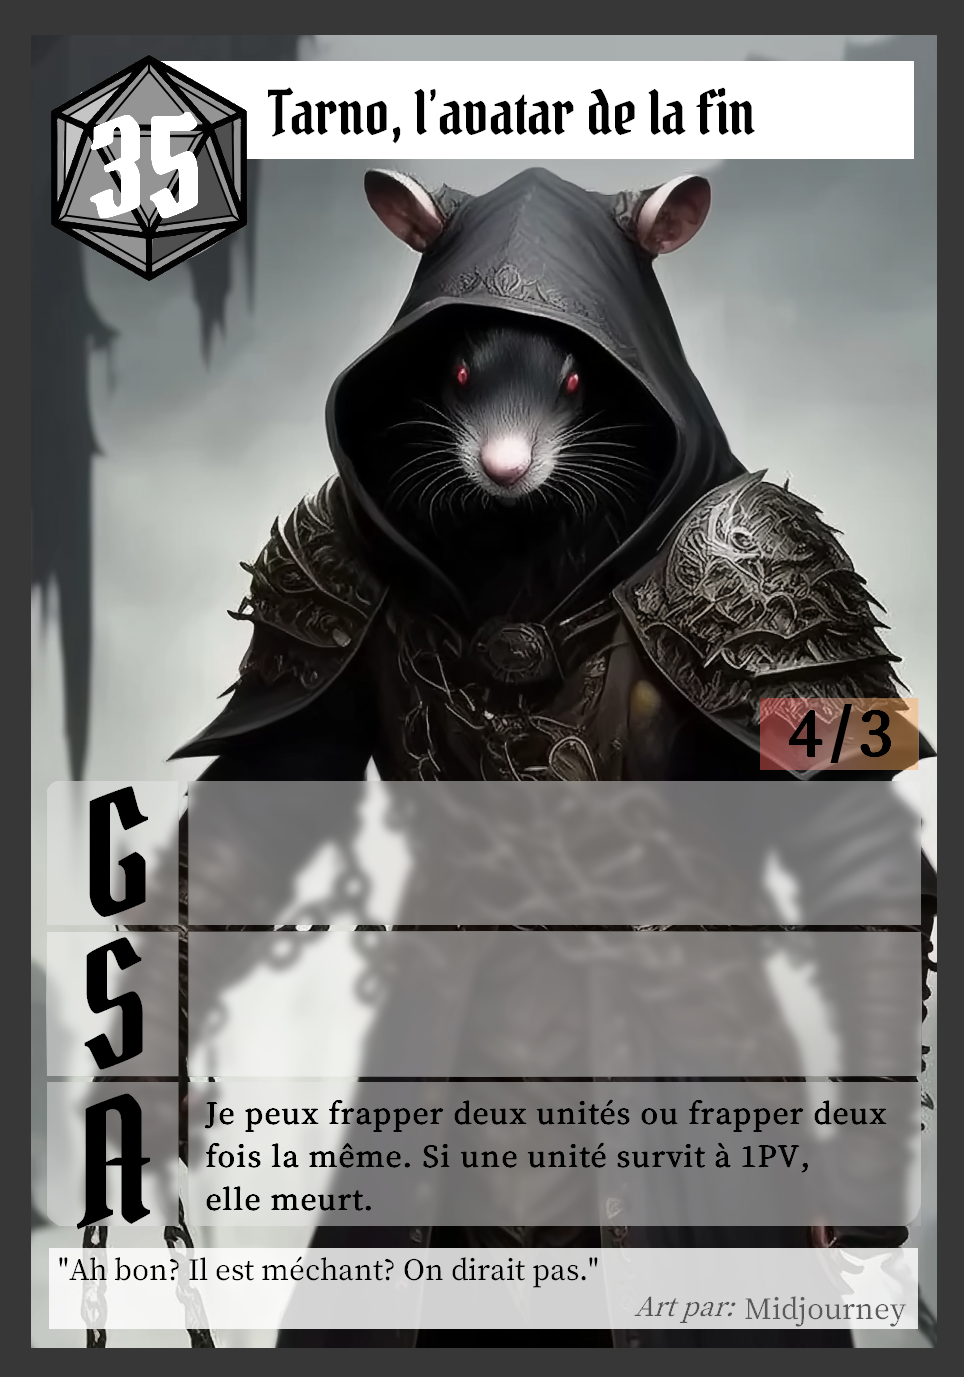 35
Tarno, l'avatar de la fin
4/3
G
S
A
Je peux frapper deux unités ou frapper deux
fois la même. Si une unité survit à 1PV,
elle meurt.
"Ah bon? Il est méchant? On dirait pas."
Art par: Midjourney